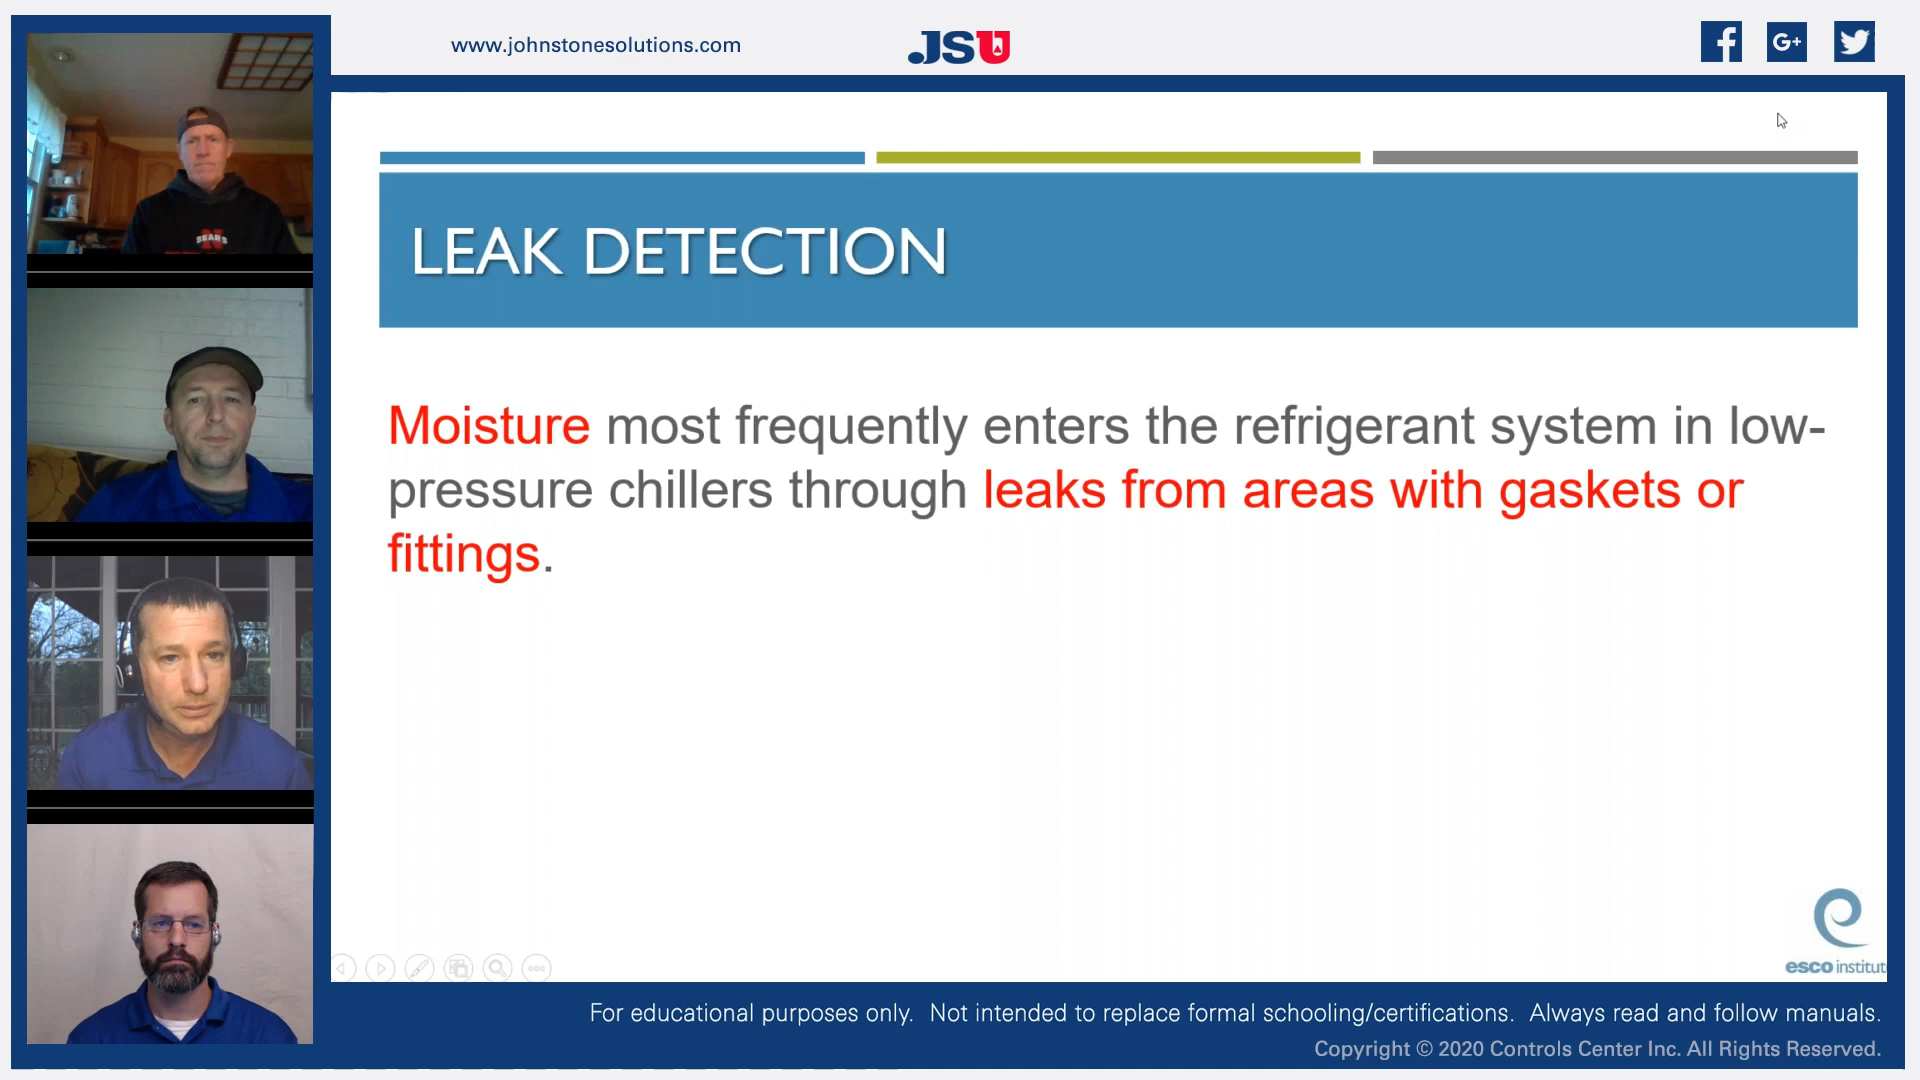 www.johnstonesolutions.com
JSU
G+
LEAK DETECTION
Moisture most frequently enters the refrigerant system in low-
pressure chillers through leaks from areas with gaskets or
fittings.
BEARS
N
esco institut
For educational purposes only. Not intended to replace formal schooling/certifications. Always read and follow manuals.
Copyright © 2020 Controls Center Inc. All Rights Reserved.